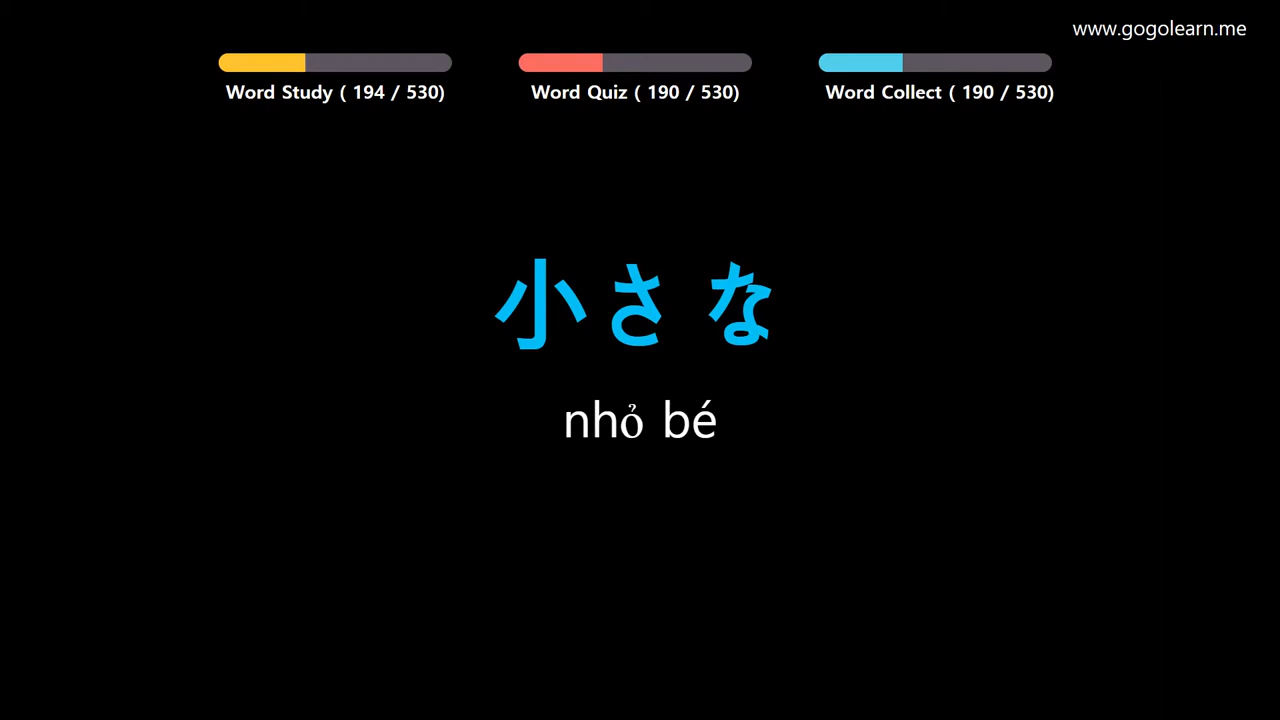 www.gogolearn.me
Word Study ( 194 / 530)
Word Quiz ( 190 / 530)
Word Collect ( 190 / 530)
小さな
nhỏ bé